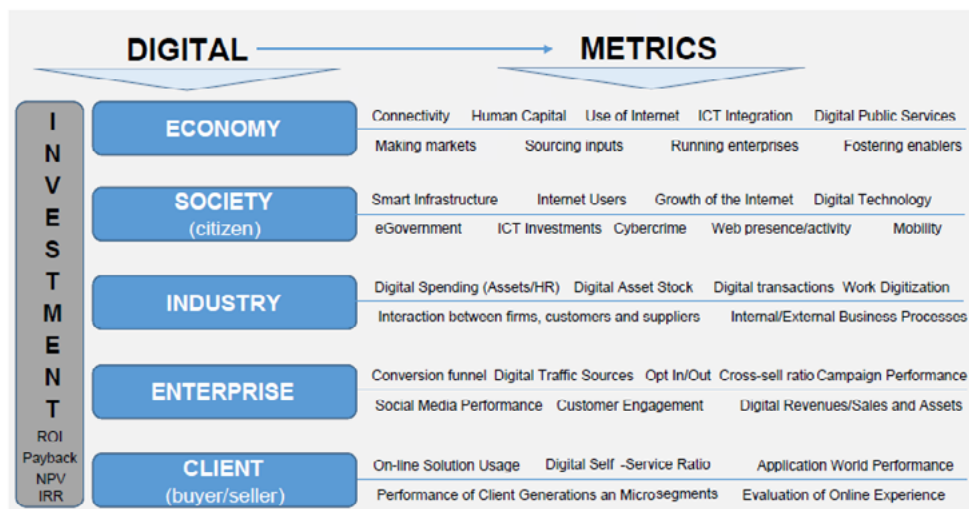 DIGITAL METRICS
INVESTMENT
ROI
Payback
NPV
IRR
ECONOMY
Connectivity Human Capital Use of Internet ICT Integration Digital Public Services
Making markets Sourcing inputs Running enterprises Fostering enablers
SOCIETY
(citizen)
Smart Infrastructure Internet Users Growth of the Internet Digital Technology
eGovernment ICT Investments Cybercrime Web presence/activity Mobility
INDUSTRY
Digital Spending (Assets/HR) Digital Asset Stock Digital transactions Work Digitization
Interaction between firms, customers and suppliers Internal/External Business Processes
ENTERPRISE
Conversion funnel Digital Traffic Sources Opt In/Out Cross-sell ratio Campaign Performance
Social Media Performance Customer Engagement Digital Revenues/Sales and Assets
CLIENT
(buyer/seller)
On-line Solution Usage Digital Self -Service Ratio Application World Performance
Performance of Client Generations an Microsegments Evaluation of Online Experience